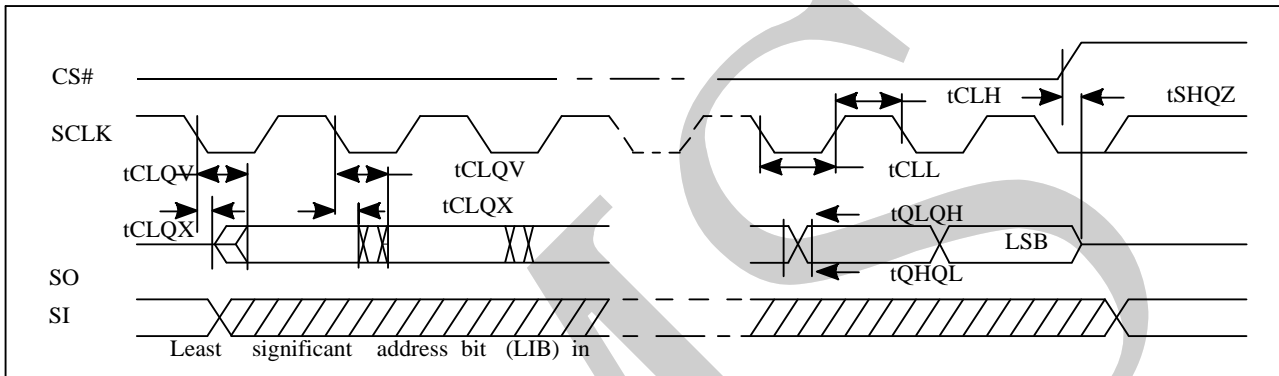 CS#
tCLH
tSHQZ
SCLK
tCLQV
tCLQV
tCLL
tCLQX
tQLQH
tCLQX
LSB
SO
tQHQL
SI
Least significant address bit (LIB) in